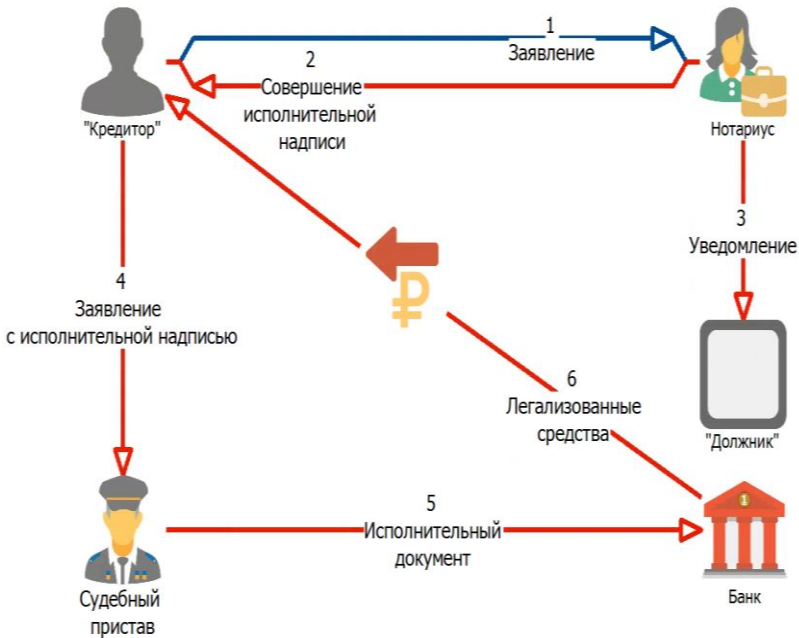 1
Заявление
2
Совершение
исполнительной
надписи
"Кредитор"
Нотариус
3
Уведомление
4
Заявление
с исполнительной надписью
₽
6
Легализованные
средства
"Должник"
1
5
Исполнительный
документ
Судебный
пристав
Банк